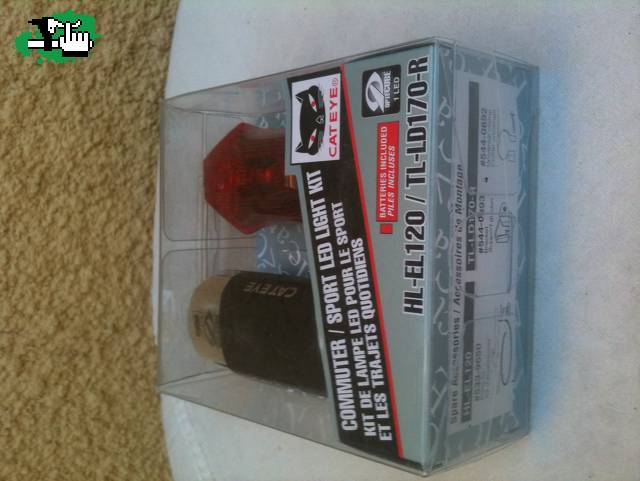 CATEYE®
OPTICUBE
1 LED
BATTERIES INCLUDED
PILES INCLUSES
COMMUTER / SPORT LED LIGHT KIT
KIT DE LAMPE LED POUR LE SPORT
ET LES TRAJETS QUOTIDIENS
HL-EL120 / TL-LD170-R
CATEYE
Spare Accessories / Accessoires de Montage
HL-EL120
TL-LD170-R
#544-0893